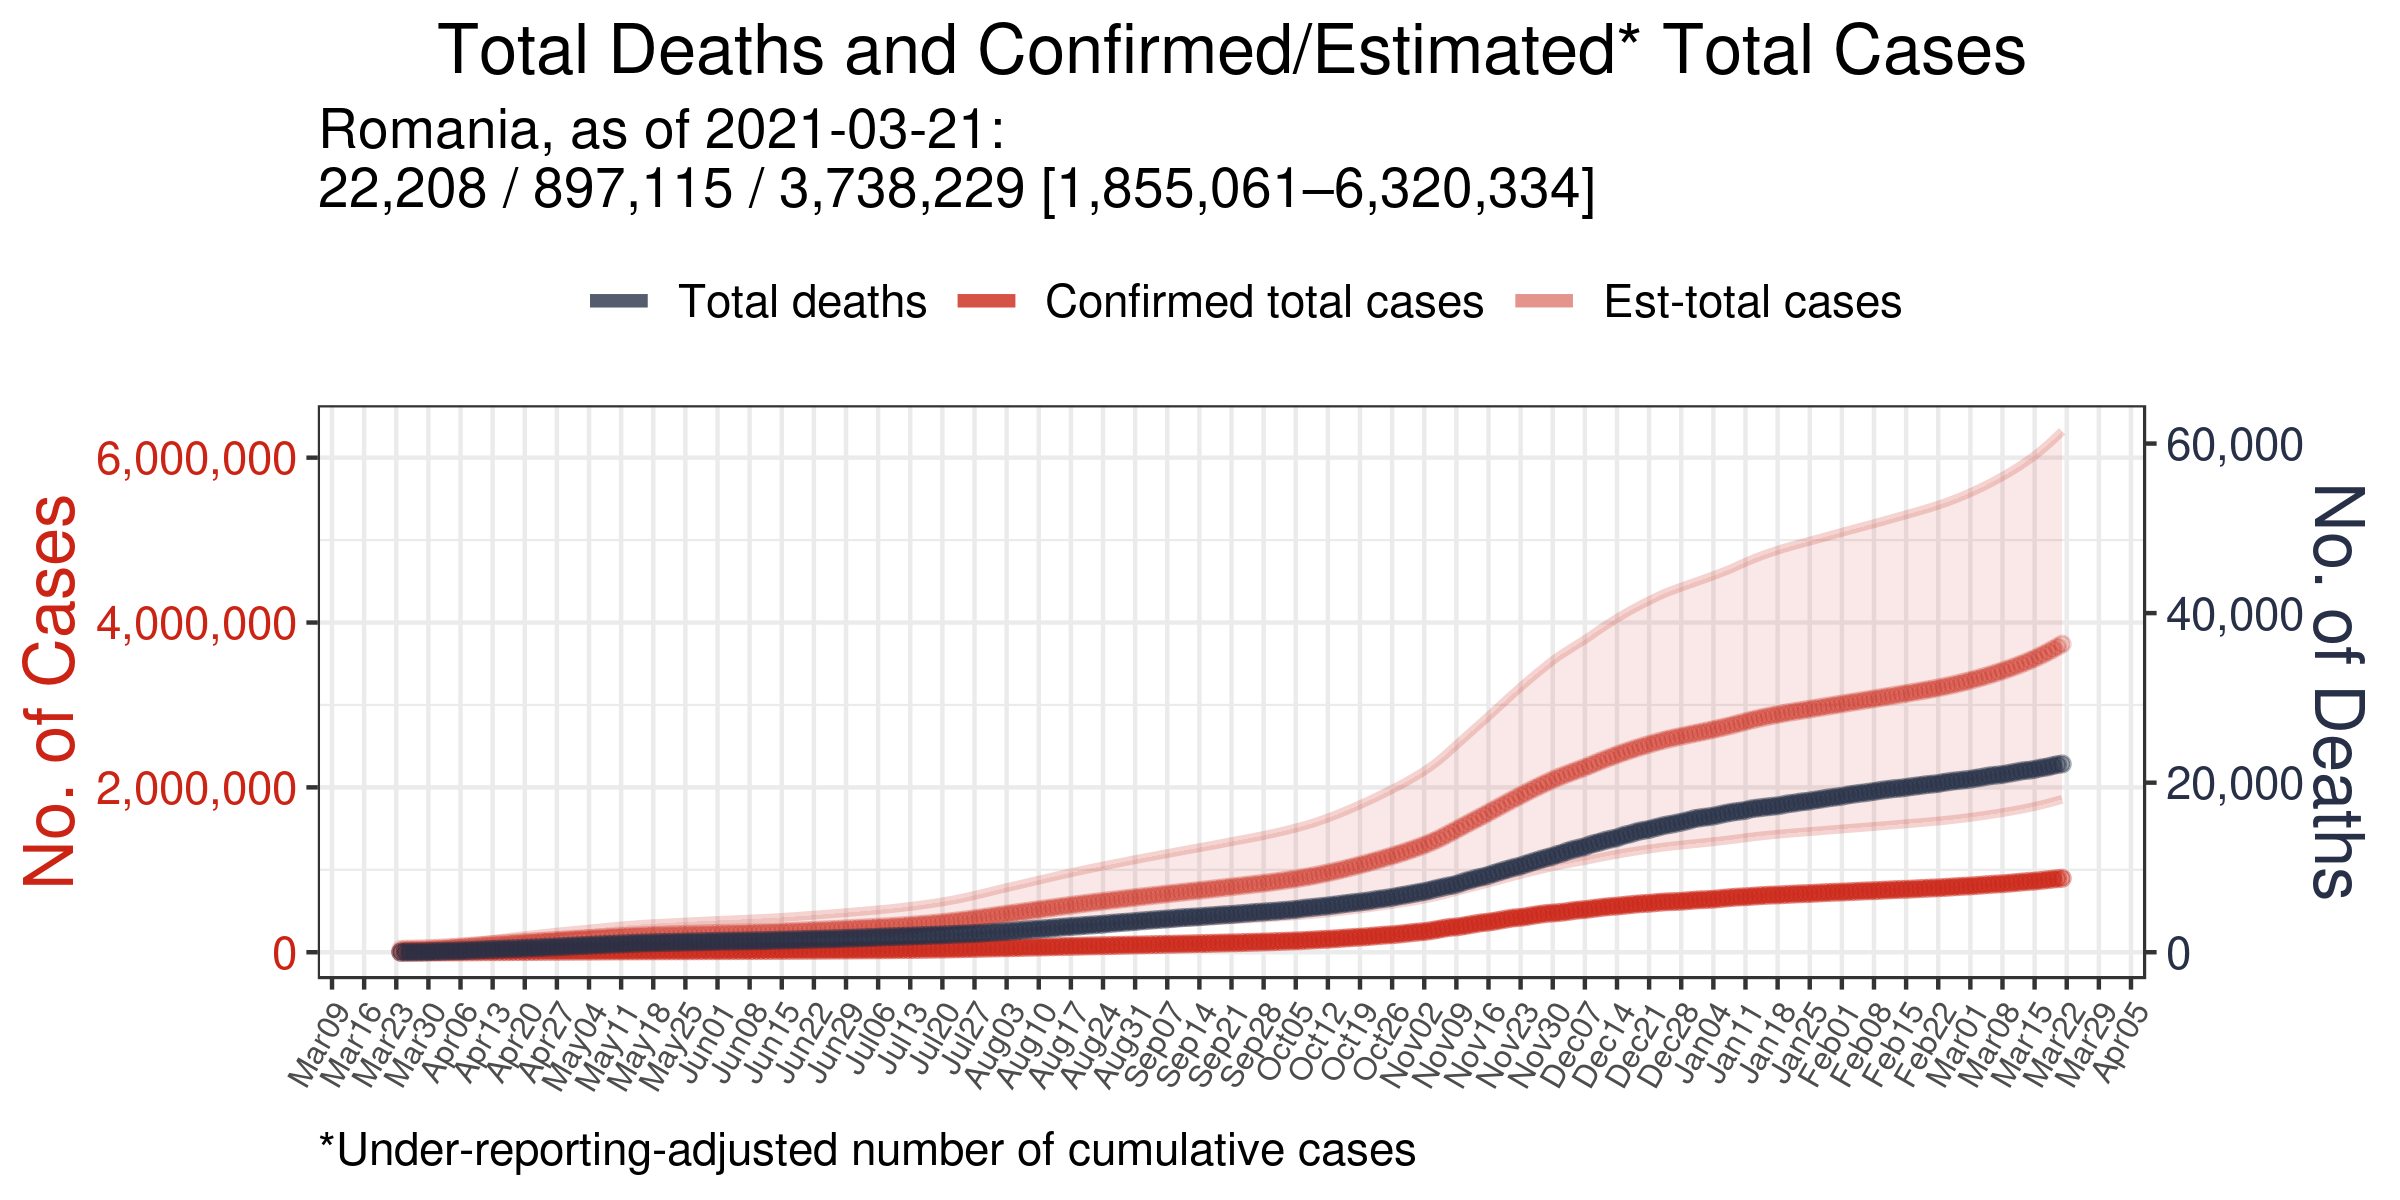 Total Deaths and Confirmed/Estimated* Total Cases
Romania, as of 2021-03-21:
22,208 / 897,115 / 3,738,229 [1,855,061–6,320,334]
Total deaths
Confirmed total cases
Est-total cases
No. of Cases
6,000,000
4,000,000
2,000,000
0
60,000
40,000
20,000
0
No. of Deaths
Mar09
Mar16
Mar23
Mar30
Apr06
Apr13
Apr20
Apr27
May04
May11
May18
May25
Jun01
Jun08
Jun15
Jun22
Jun29
Jul06
Jul13
Jul20
Jul27
Aug03
Aug10
Aug17
Aug24
Aug31
Sep07
Sep14
Sep21
Sep28
Oct05
Oct12
Oct19
Oct26
Nov02
Nov09
Nov16
Nov23
Nov30
Dec07
Dec14
Dec21
Dec28
Jan04
Jan11
Jan18
Jan25
Feb01
Feb08
Feb15
Feb22
Mar01
Mar08
Mar15
Mar22
Mar29
Apr05
*Under-reporting-adjusted number of cumulative cases